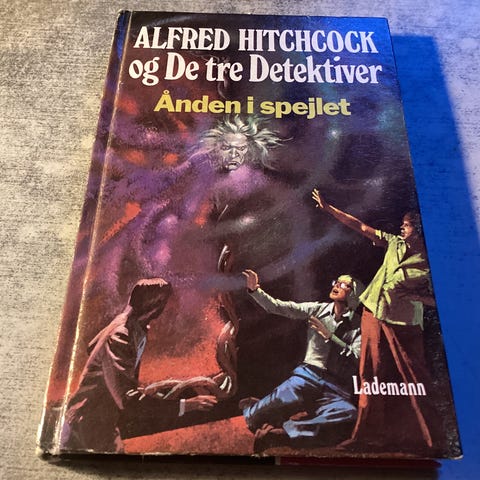 ALFRED HITCHCOCK
og De tre Detektiver
Ånden i spejlet
Lademann